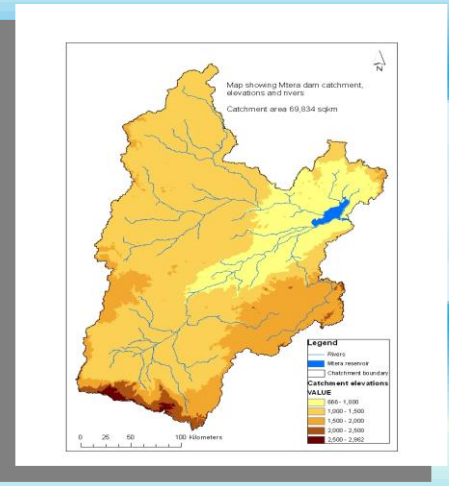 N
Map showing Mtera dam catchment,
elevations and rivers
Catchment area 69,834 sqkm
Legend
Rivers
Mtera reservoir
Chatchment boundary
Catchment elevations
VALUE
666 - 1,000
1,000 - 1,500
1,500 - 2,000
2,000 - 2,500
2,500 - 2,962
0 25 50 100 Kilometers